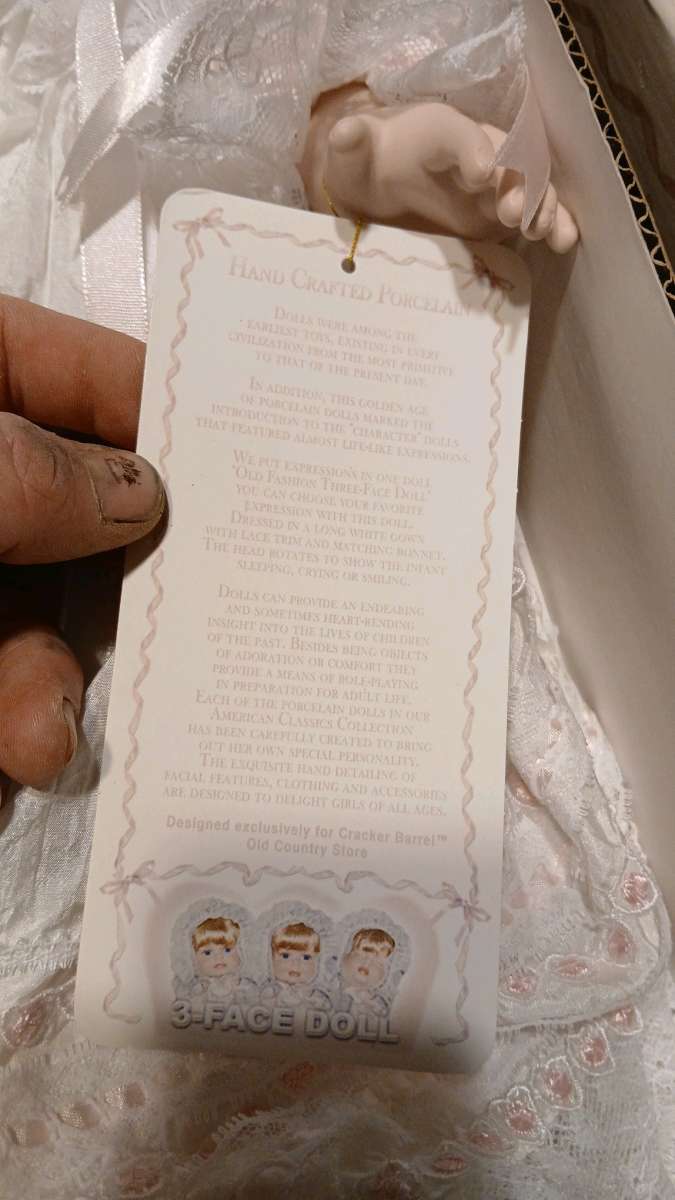 HAND CRAFTED PORCELAIN
DOLLS WERE AMONG THE
EARLIEST TOYS, EXISTING IN EVERY
CIVILIZATION FROM THE MOST PRIMITIVE
TO THAT OF THE PRESENT DAY.
IN ADDITION, THIS GOLDEN AGE
OF PORCELAIN DOLLS MARKED THE
INTRODUCTION TO THE "CHARACTER" DOLLS
THAT FEATURED ALMOST LIFE-LIKE EXPRESSIONS.
WE PUT EXPRESSIONS IN ONE DOLL
"OLD FASHION THREE-FACE DOLL"
YOU CAN CHOOSE YOUR FAVORITE
EXPRESSION WITH THIS DOLL.
DRESSED IN A LONG WHITE GOWN
WITH LACE TRIM AND MATCHING BONNET.
THE HEAD ROTATES TO SHOW THE INFANT
SLEEPING, CRYING OR SMILING.
DOLLS CAN PROVIDE AN ENDEARING
AND SOMETIMES HEART-RENDING
INSIGHT INTO THE LIVES OF CHILDREN
OF THE PAST. BESIDES BEING OBJECTS
OF ADORATION OR COMFORT THEY
PROVIDE A MEANS OF ROLE-PLAYING
IN PREPARATION FOR ADULT LIFE.
EACH OF THE PORCELAIN DOLLS IN OUR
AMERICAN CLASSICS COLLECTION
HAS BEEN CAREFULLY CREATED TO BRING
OUT HER OWN SPECIAL PERSONALITY.
THE EXQUISITE HAND DETAILING OF
FACIAL FEATURES, CLOTHING AND ACCESSORIES
ARE DESIGNED TO DELIGHT GIRLS OF ALL AGES.
Designed exclusively for Cracker Barrel™
Old Country Store
3-FACE DOLL